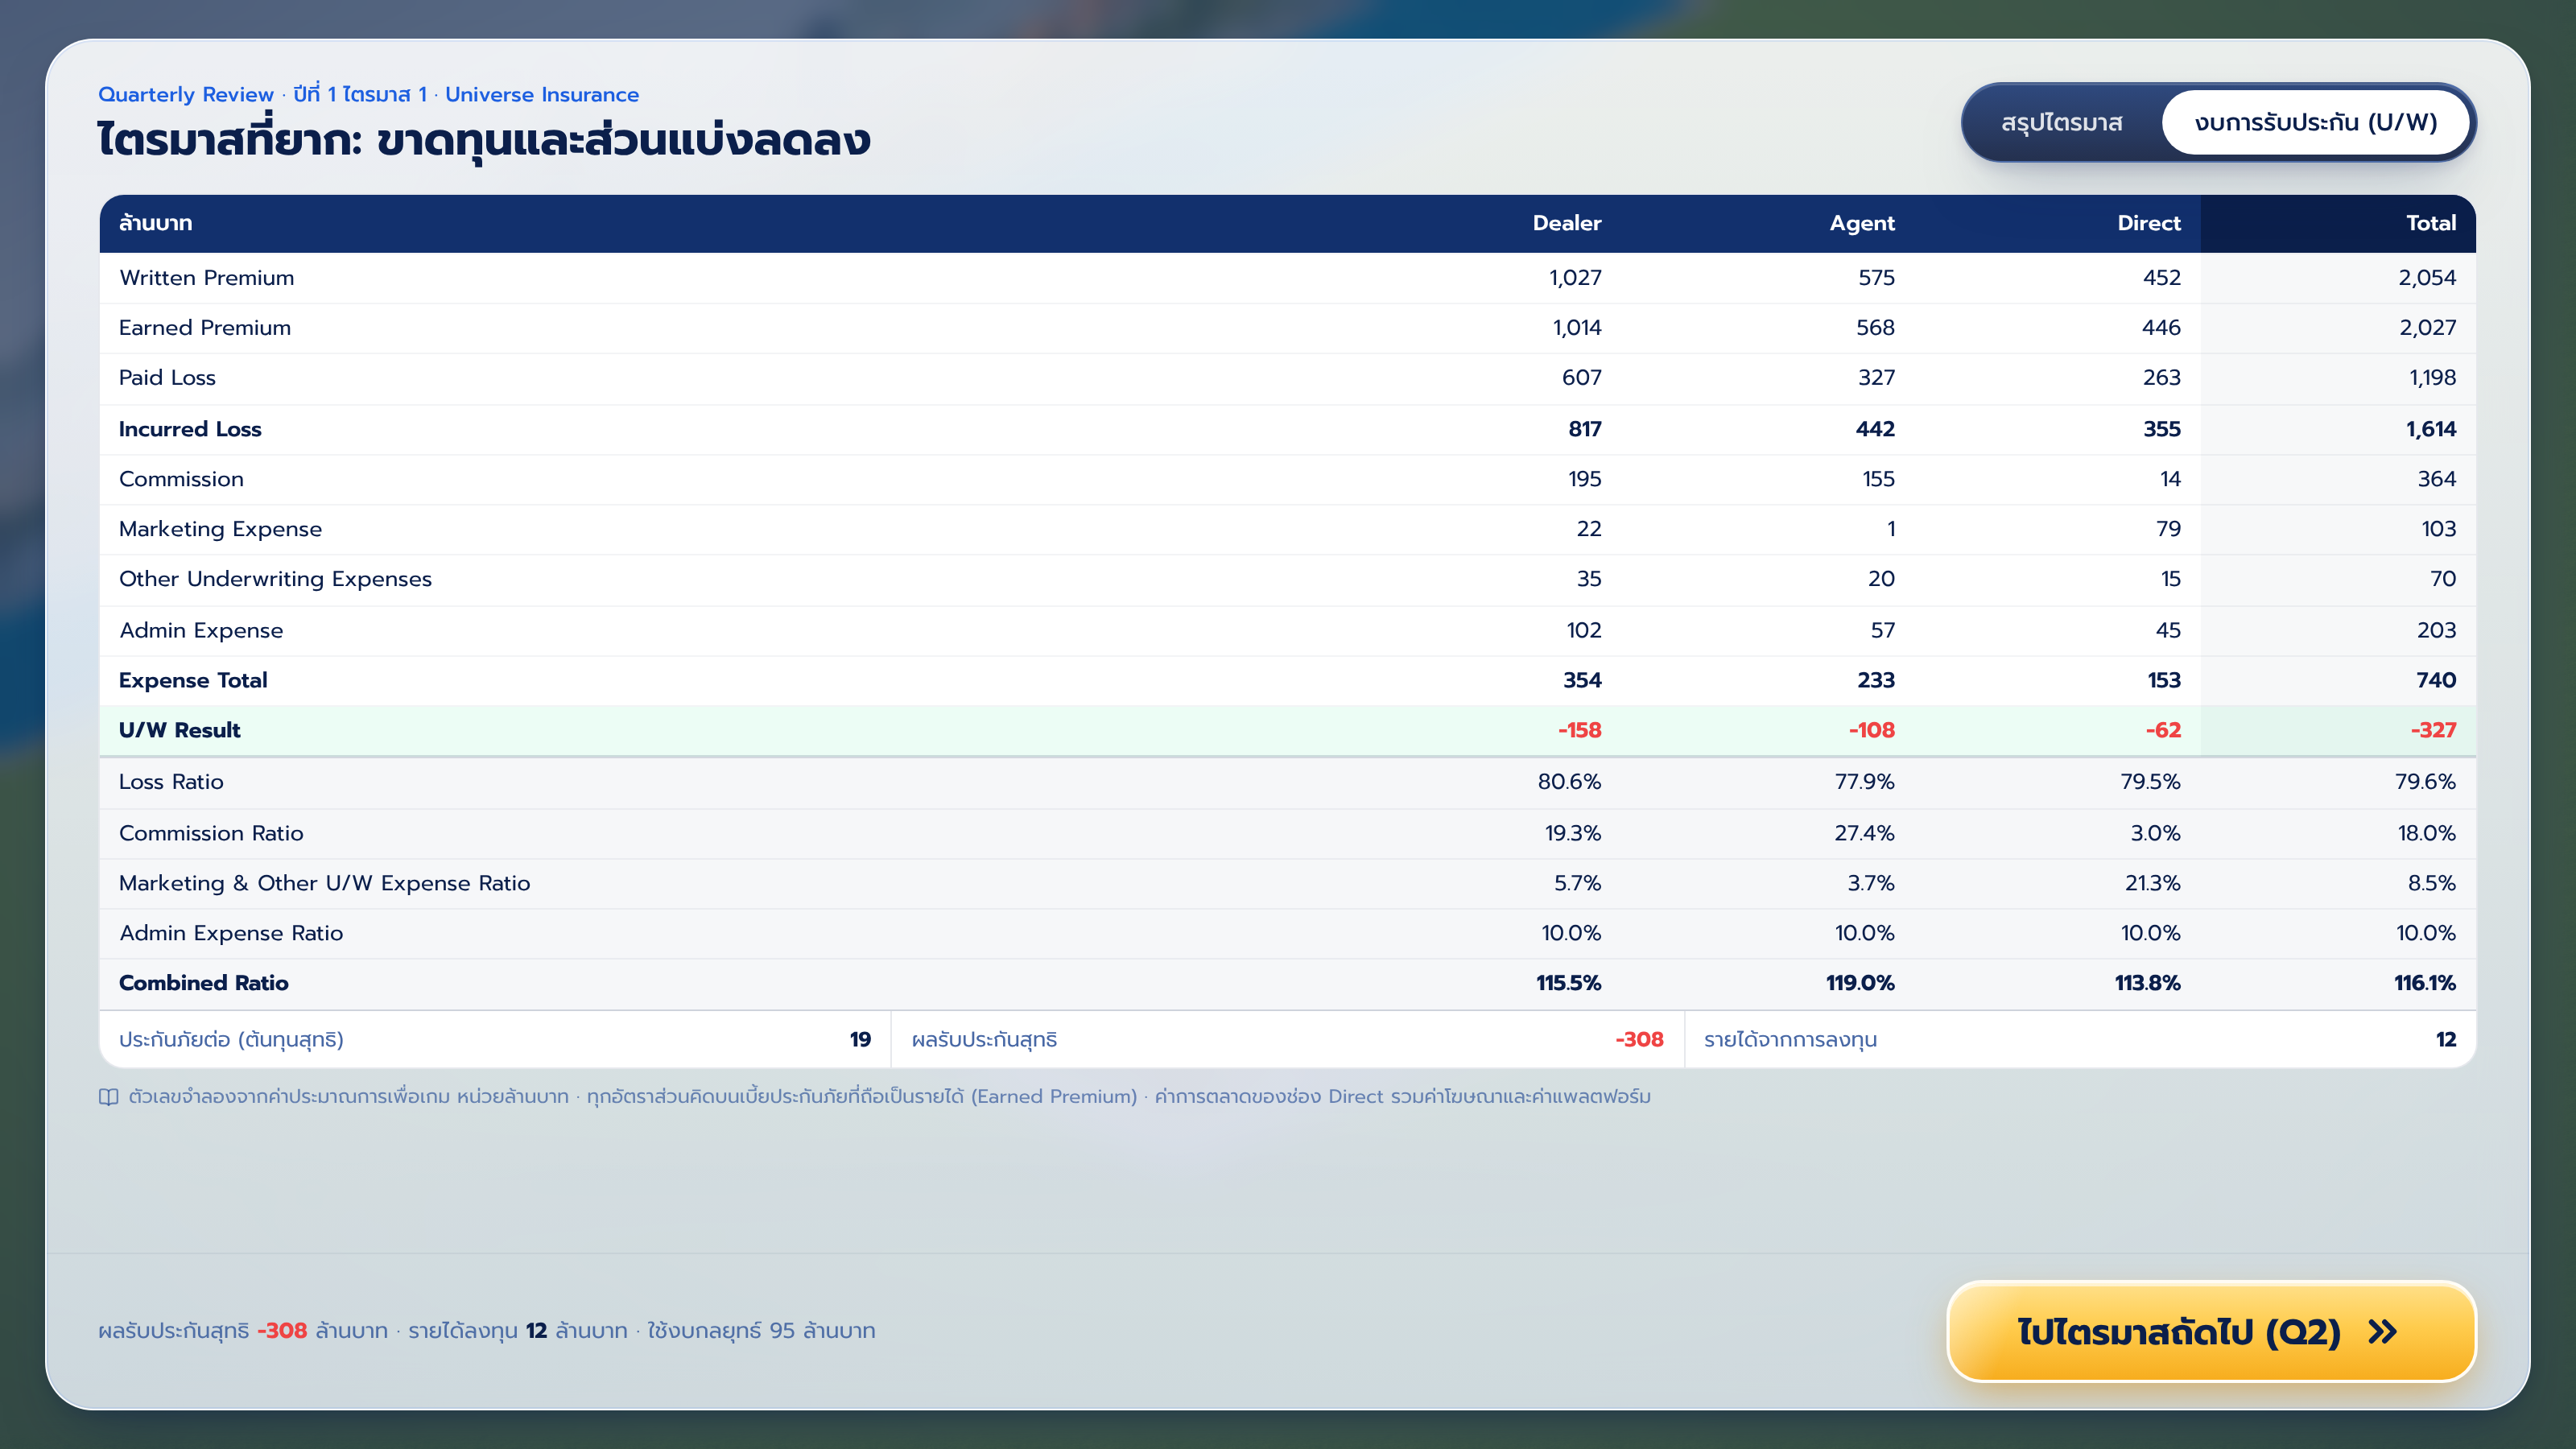 Quarterly Review · ปีที่ 1 ไตรมาส 1 · Universe Insurance
ไตรมาสที่ยาก: ขาดทุนและส่วนแบ่งลดลง
สรุปไตรมาส งบการรับประกัน (U/W)
ล้านบาท Dealer Agent Direct Total
Written Premium 1,027 575 452 2,054
Earned Premium 1,014 568 446 2,027
Paid Loss 607 327 263 1,198
Incurred Loss 817 442 355 1,614
Commission 195 155 14 364
Marketing Expense 22 1 79 103
Other Underwriting Expenses 35 20 15 70
Admin Expense 102 57 45 203
Expense Total 354 233 153 740
U/W Result -158 -108 -62 -327
Loss Ratio 80.6% 77.9% 79.5% 79.6%
Commission Ratio 19.3% 27.4% 3.0% 18.0%
Marketing & Other U/W Expense Ratio 5.7% 3.7% 21.3% 8.5%
Admin Expense Ratio 10.0% 10.0% 10.0% 10.0%
Combined Ratio 115.5% 119.0% 113.8% 116.1%
ประกันภัยต่อ (ต้นทุนสุทธิ) 19 ผลรับประกันสุทธิ -308 รายได้จากการลงทุน 12
ตัวเลขจำลองจากค่าประมาณการเพื่อเกม หน่วยล้านบาท · ทุกอัตราส่วนคิดบนเบี้ยประกันภัยที่ถือเป็นรายได้ (Earned Premium) · ค่าการตลาดของช่อง Direct รวมค่าโฆษณาและค่าแพลตฟอร์ม
ผลรับประกันสุทธิ -308 ล้านบาท · รายได้ลงทุน 12 ล้านบาท · ใช้งบกลยุทธ์ 95 ล้านบาท
ไปไตรมาสถัดไป (Q2)